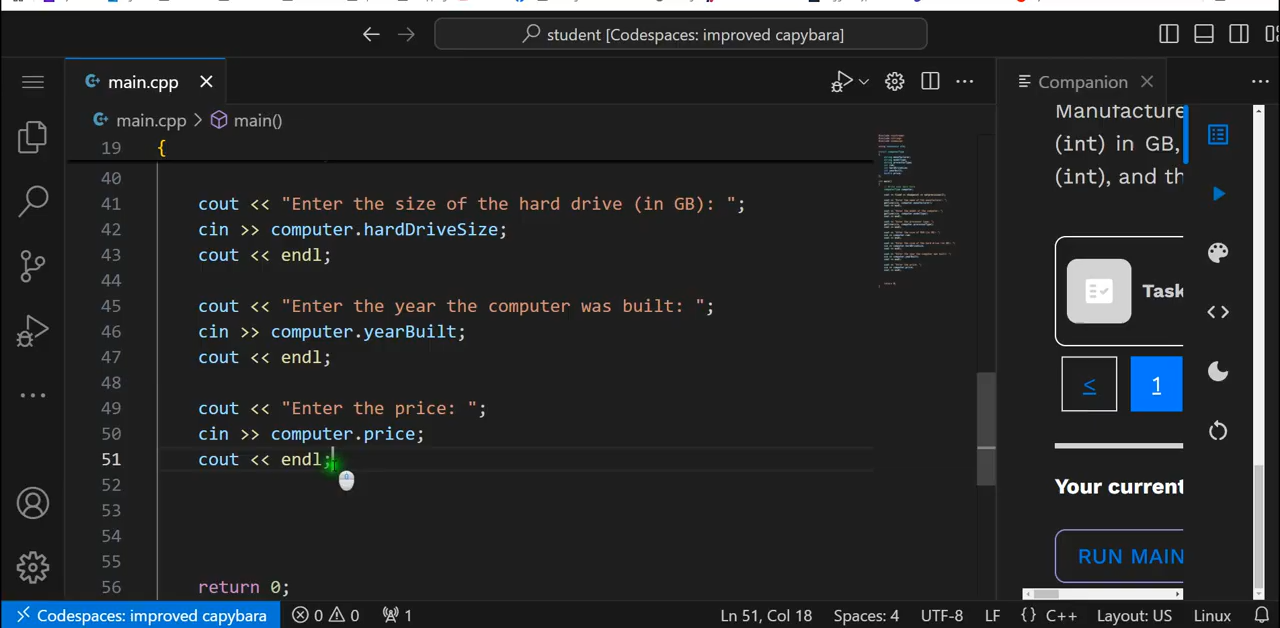 student [Codespaces: improved capybara]
main.cpp
Companion
main.cpp > main()
19 {
40
41 cout << "Enter the size of the hard drive (in GB): ";
42 cin >> computer.hardDriveSize;
43 cout << endl;
44
45 cout << "Enter the year the computer was built: ";
46 cin >> computer.yearBuilt;
47 cout << endl;
48
49 cout << "Enter the price: ";
50 cin >> computer.price;
51 cout << endl;
52
53
54
55
56 return 0;
Manufacture
(int) in GB,
(int), and th
Task
≤ 1
Your current
RUN MAIN
Codespaces: improved capybara 0 0 1 Ln 51, Col 18 Spaces: 4 UTF-8 LF {} C++ Layout: US Linux